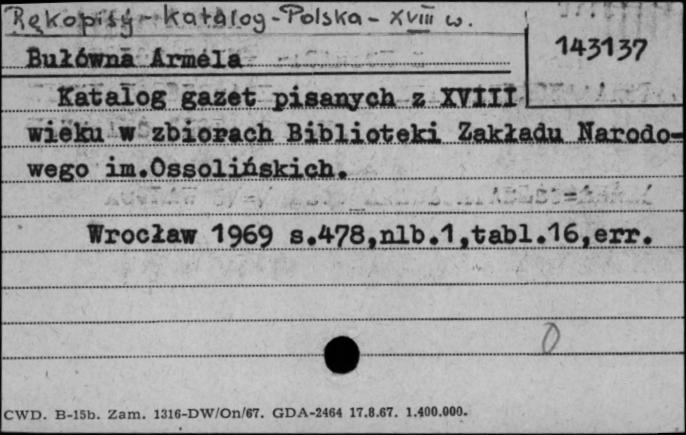 Rękopisy - katalog - Polska - XVIII w.
143137
Bułówna Armela
Katalog gazet pisanych z XVIII
wieku w zbiorach Biblioteki Zakładu Narodo-
wego im.Ossolińskich.
Wrocław 1969 s.478,nlb.1,tabl.16,err.
0
CWD. B-15b. Zam. 1316-DW/On/67. GDA-2464 17.8.67. 1.400.000.